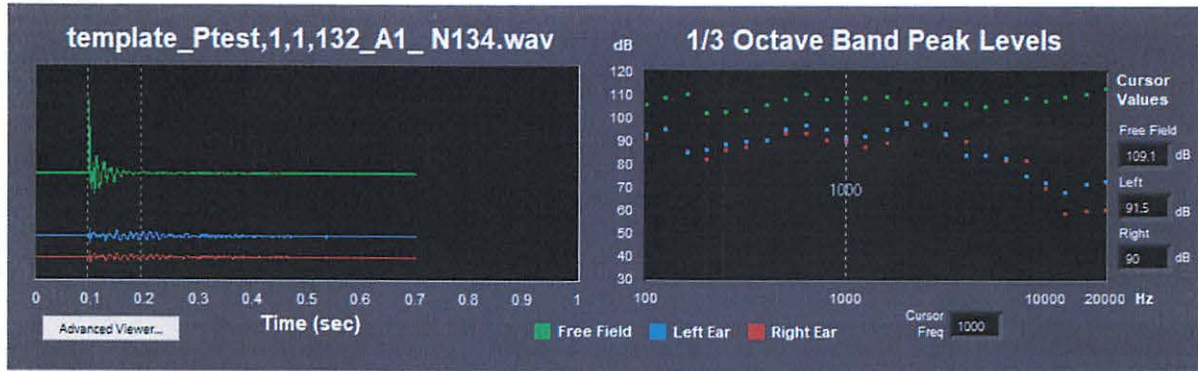 template_Ptest,1,1,132_A1_ N134.wav
0 0.1 0.2 0.3 0.4 0.5 0.6 0.7 0.8 0.9 1
Advanced Viewer...
Time (sec)
dB
1/3 Octave Band Peak Levels
120
110
100
90
80
70
60
50
40
30
1000
100 1000 10000 20000 Hz
Free Field Left Ear Right Ear
Cursor
Freq 1000
Cursor
Values
Free Field
109.1 dB
Left
91.5 dB
Right
90 dB